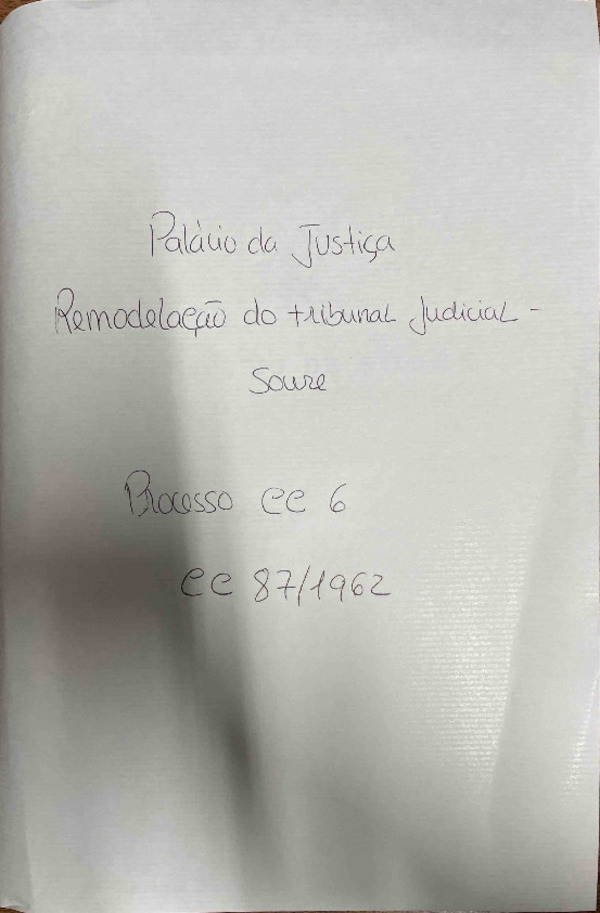 Palácio da Justiça
Remodelação do tribunal Judicial -
Soure
Processo CC 6
CC 87/1962